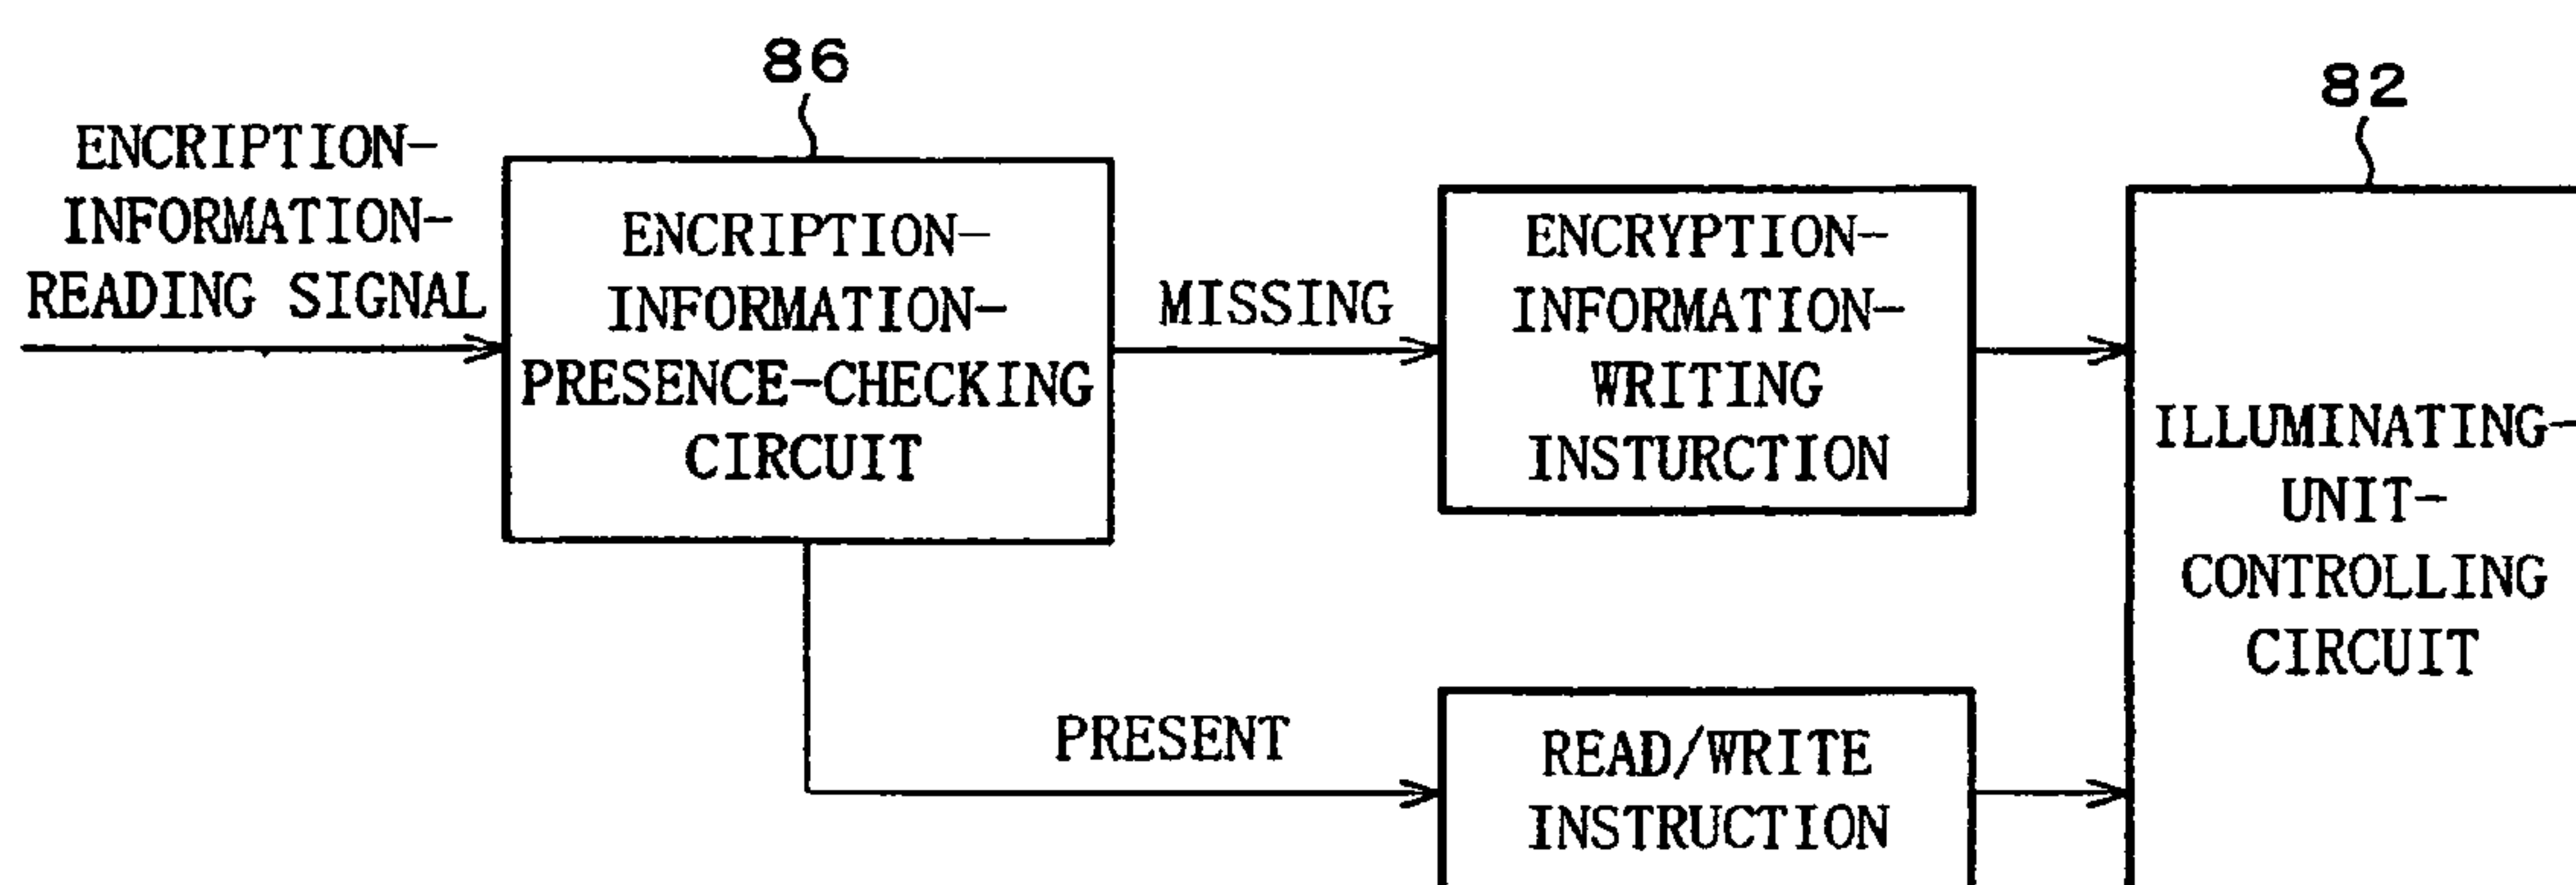 86
82
ENCRIPTION-
INFORMATION-
READING SIGNAL
ENCRIPTION-
INFORMATION-
PRESENCE-CHECKING
CIRCUIT
MISSING
ENCRYPTION-
INFORMATION-
WRITING
INSTURCTION
ILLUMINATING-
UNIT-
CONTROLLING
CIRCUIT
PRESENT
READ/WRITE
INSTRUCTION